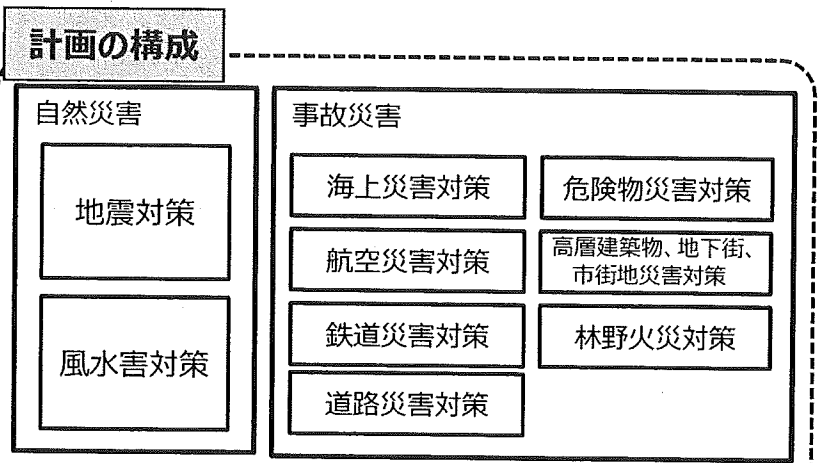 計画の構成
自然災害
地震対策
風水害対策
事故災害
海上災害対策
航空災害対策
鉄道災害対策
道路災害対策
危険物災害対策
高層建築物、地下街、
市街地災害対策
林野火災対策